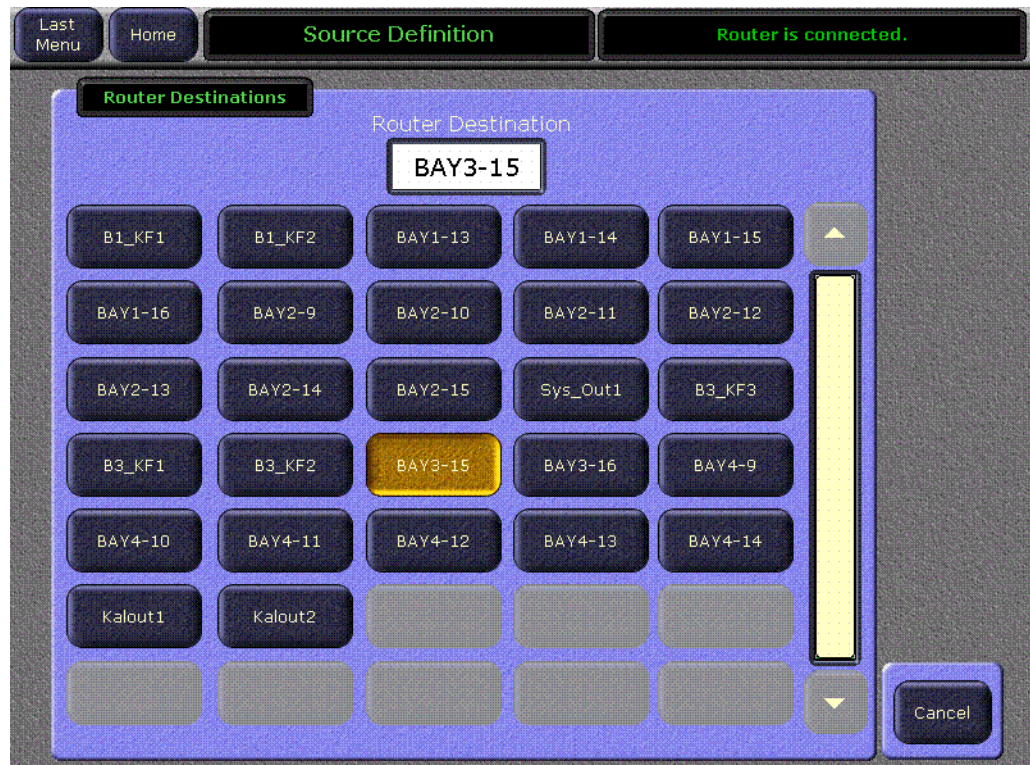 Last
Menu
Home
Source Definition
Router is connected.
Router Destinations
Router Destination
BAY3-15
B1_KF1 B1_KF2 BAY1-13 BAY1-14 BAY1-15
BAY1-16 BAY2-9 BAY2-10 BAY2-11 BAY2-12
BAY2-13 BAY2-14 BAY2-15 Sys_Out1 B3_KF3
B3_KF1 B3_KF2 BAY3-15 BAY3-16 BAY4-9
BAY4-10 BAY4-11 BAY4-12 BAY4-13 BAY4-14
Kalout1 Kalout2
Cancel